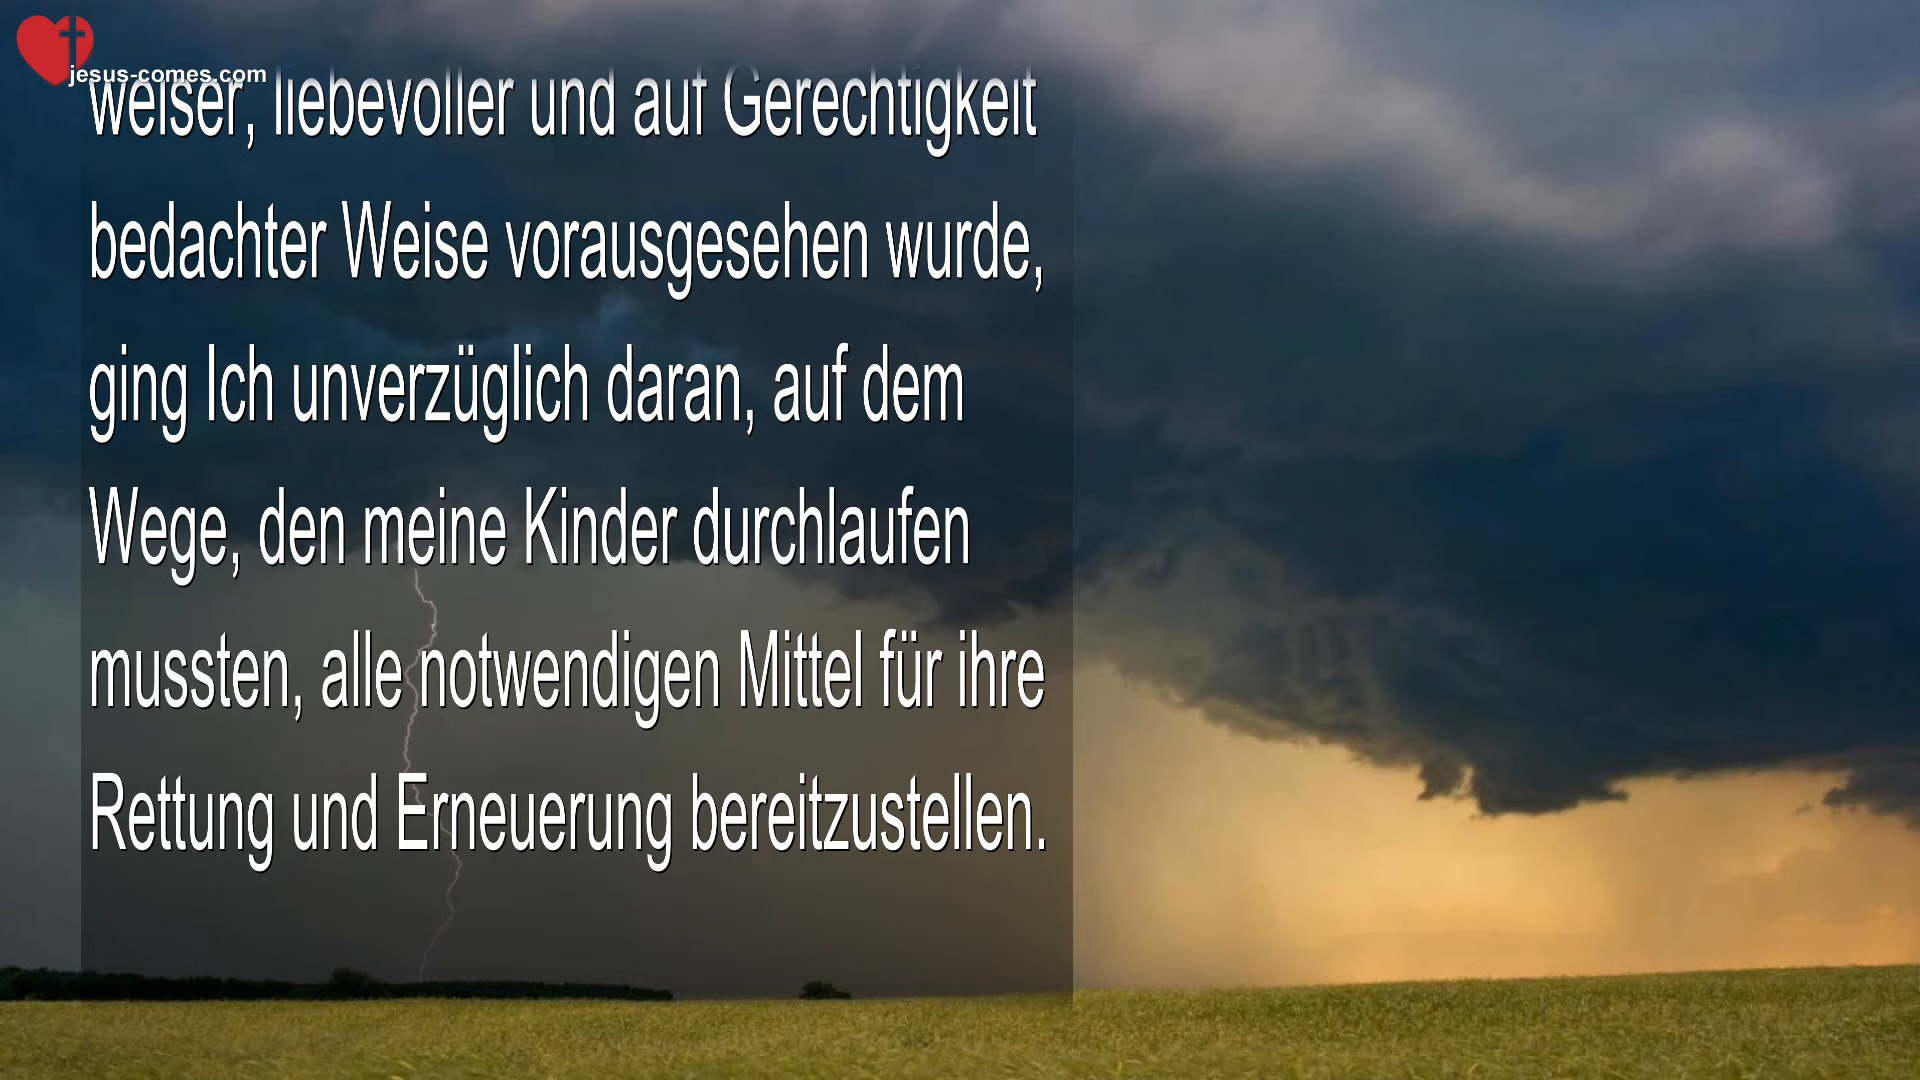 jesus-comes.com
weiser, liebevoller und auf Gerechtigkeit
bedachter Weise vorausgesehen wurde,
ging Ich unverzüglich daran, auf dem
Wege, den meine Kinder durchlaufen
mussten, alle notwendigen Mittel für ihre
Rettung und Erneuerung bereitzustellen.